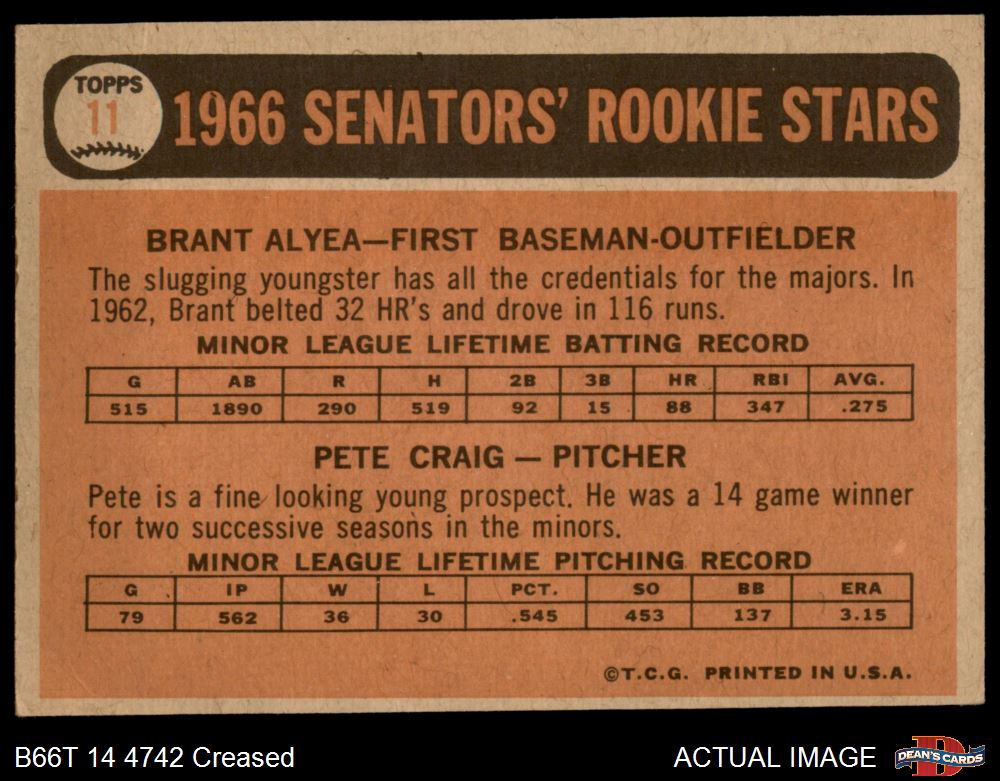 TOPPS
11
1966 SENATORS' ROOKIE STARS
BRANT ALYEA—FIRST BASEMAN-OUTFIELDER
The slugging youngster has all the credentials for the majors. In
1962, Brant belted 32 HR's and drove in 116 runs.
MINOR LEAGUE LIFETIME BATTING RECORD
G AB R H 2B 3B HR RBI AVG.
515 1890 290 519 92 15 88 347 .275
PETE CRAIG — PITCHER
Pete is a fine looking young prospect. He was a 14 game winner
for two successive seasons in the minors.
MINOR LEAGUE LIFETIME PITCHING RECORD
G IP W L PCT. SO BB ERA
79 562 36 30 .545 453 137 3.15
©T.C.G. PRINTED IN U.S.A.
B66T 14 4742 Creased
ACTUAL IMAGE
D
DEAN'S CARDS